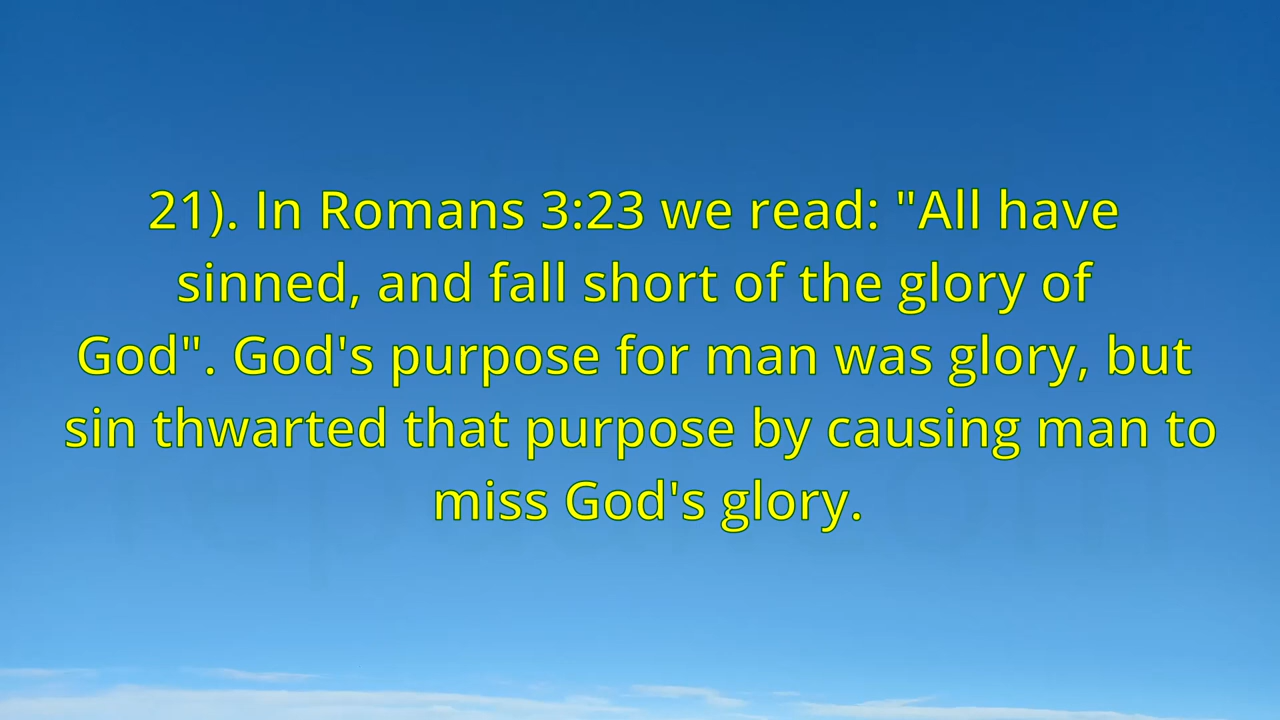 21). In Romans 3:23 we read: "All have
sinned, and fall short of the glory of
God". God's purpose for man was glory, but
sin thwarted that purpose by causing man to
miss God's glory.